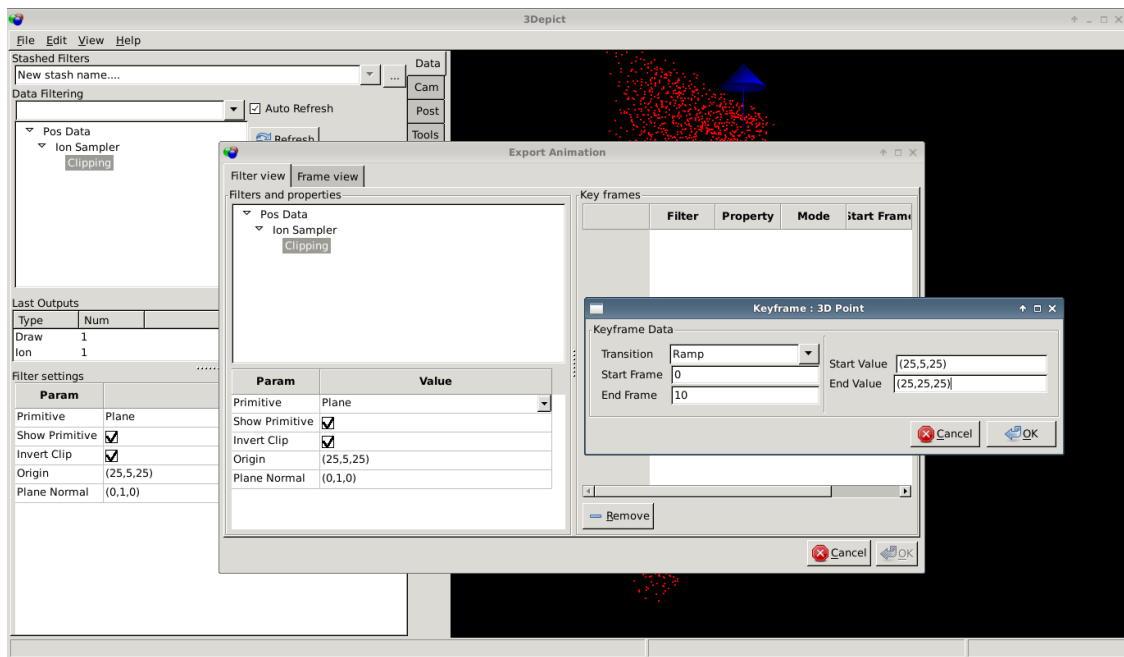 3Depict
File Edit View Help
Stashed Filters
New stash name....
...
Data Filtering
Auto Refresh
Refresh
Pos Data
Ion Sampler
Clipping
Data
Cam
Post
Tools
Last Outputs
Type Num
Draw 1
Ion 1
Filter settings
Param
Primitive Plane
Show Primitive
Invert Clip
Origin (25,5,25)
Plane Normal (0,1,0)
Export Animation
Filter view Frame view
Filters and properties
Pos Data
Ion Sampler
Clipping
Param Value
Primitive Plane
Show Primitive
Invert Clip
Origin (25,5,25)
Plane Normal (0,1,0)
Key frames
Filter Property Mode Start Frame
Remove
Cancel OK
Keyframe : 3D Point
Keyframe Data
Transition Ramp
Start Frame 0
End Frame 10
Start Value (25,5,25)
End Value (25,25,25)
Cancel OK